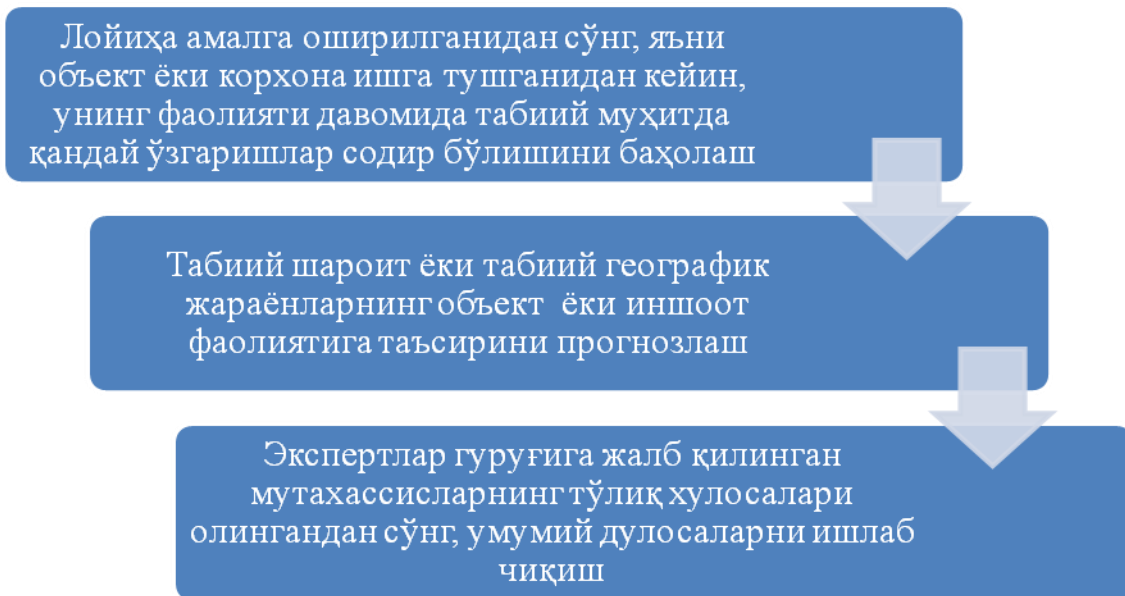 Лойиҳа амалга оширилганидан сўнг, яъни
объект ёки корхона ишга тушганидан кейин,
унинг фаолияти давомида табиий муҳитда
қандай ўзгаришлар содир бўлишини баҳолаш
Табиий шароит ёки табиий географик
жараёнларнинг объект ёки иншоот
фаолиятига таъсирини прогнозлаш
Экспертлар гуруғига жалб қилинган
мутахассисларнинг тўлиқ хулосалари
олингандан сўнг, умумий дулосаларни ишлаб
чиқиш